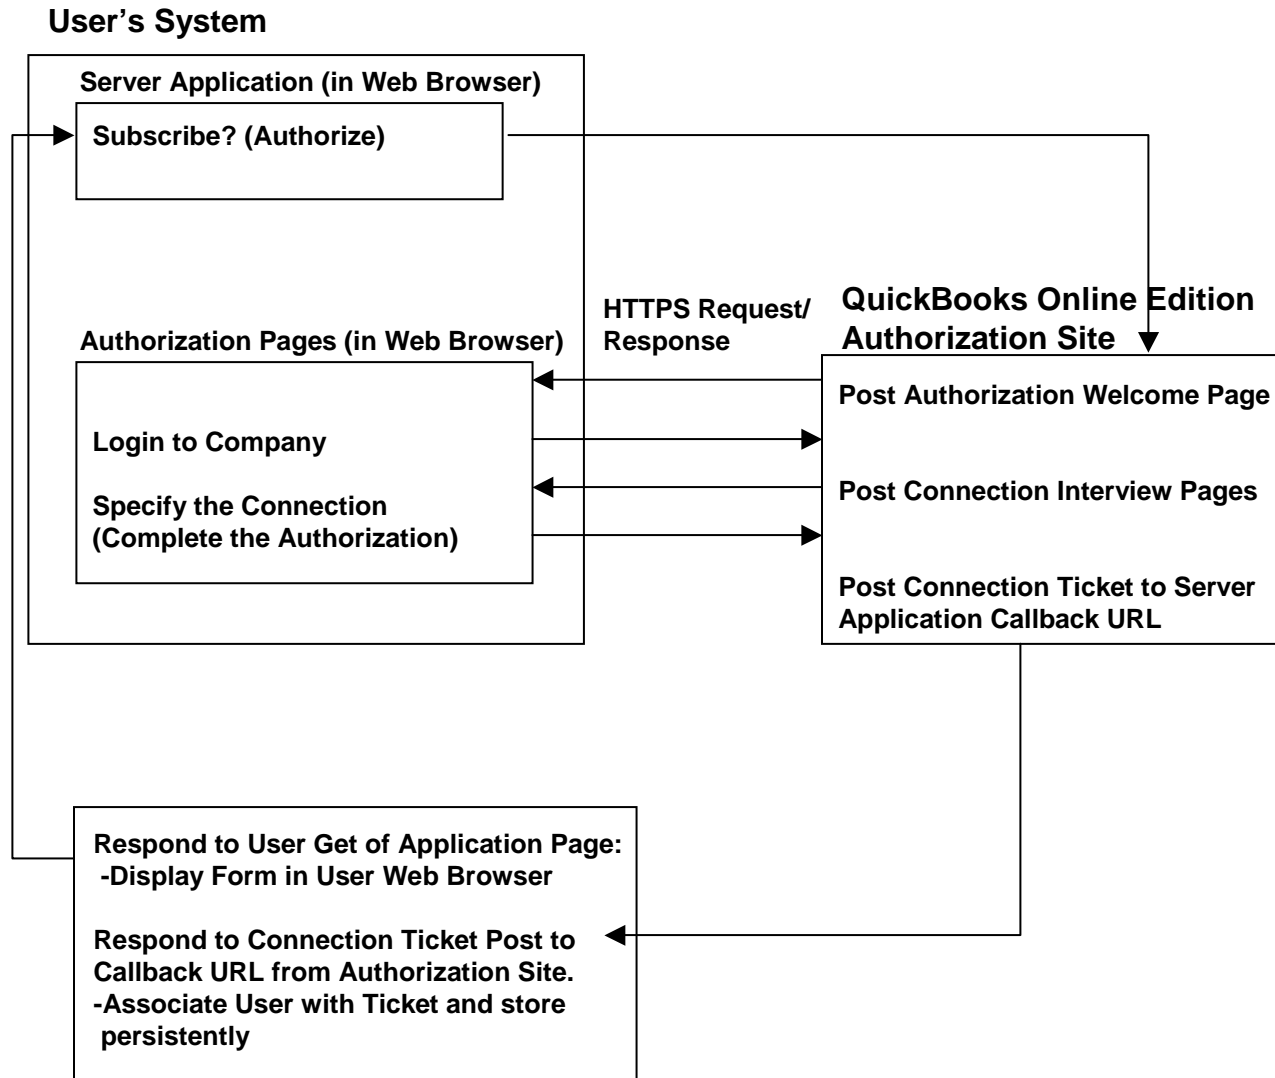 User's System
Server Application (in Web Browser)
Subscribe? (Authorize)
Authorization Pages (in Web Browser)
Login to Company
Specify the Connection
(Complete the Authorization)
HTTPS Request/
Response
QuickBooks Online Edition
Authorization Site
Post Authorization Welcome Page
Post Connection Interview Pages
Post Connection Ticket to Server
Application Callback URL
Respond to User Get of Application Page:
-Display Form in User Web Browser
Respond to Connection Ticket Post to
Callback URL from Authorization Site.
-Associate User with Ticket and store
persistently